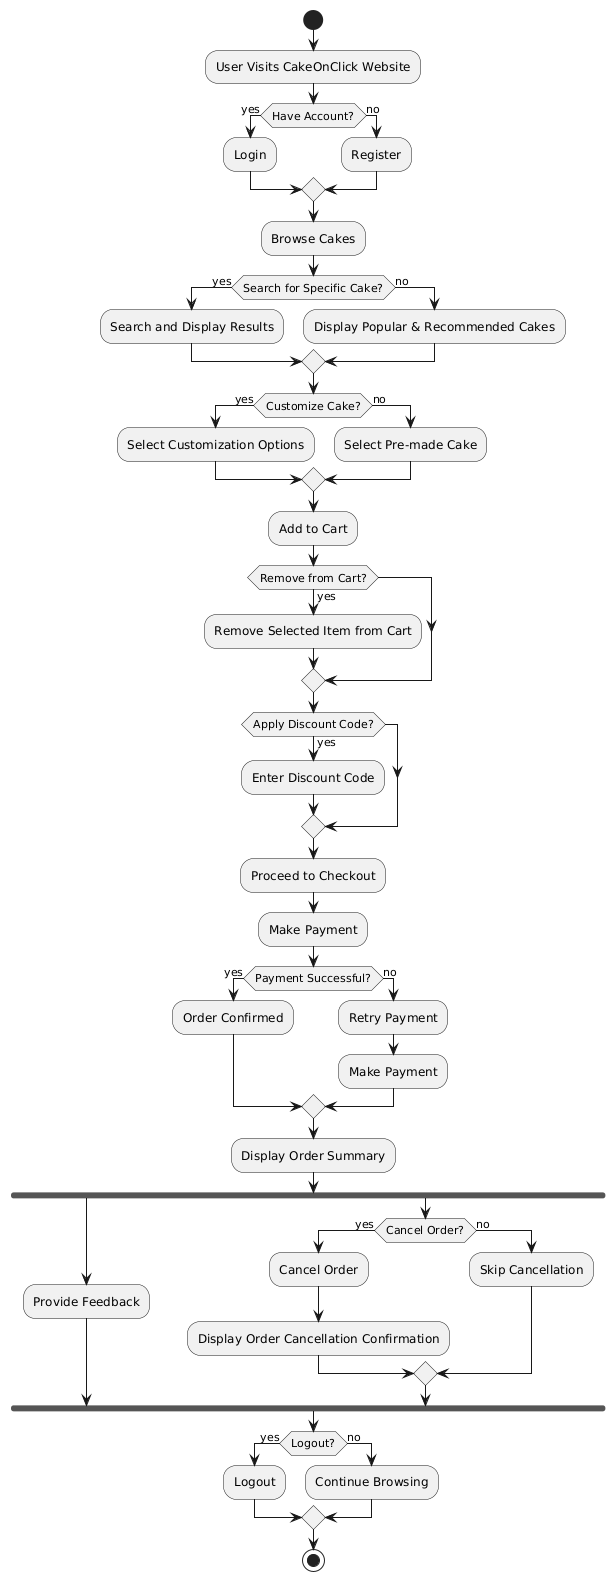 User Visits CakeOnClick Website
yes
Have Account?
no
Login
Register
Browse Cakes
yes
Search for Specific Cake?
no
Search and Display Results
Display Popular & Recommended Cakes
yes
Customize Cake?
no
Select Customization Options
Select Pre-made Cake
Add to Cart
Remove from Cart?
yes
Remove Selected Item from Cart
Apply Discount Code?
yes
Enter Discount Code
Proceed to Checkout
Make Payment
yes
Payment Successful?
no
Order Confirmed
Retry Payment
Make Payment
Display Order Summary
yes
Cancel Order?
no
Cancel Order
Skip Cancellation
Provide Feedback
Display Order Cancellation Confirmation
yes
Logout?
no
Logout
Continue Browsing